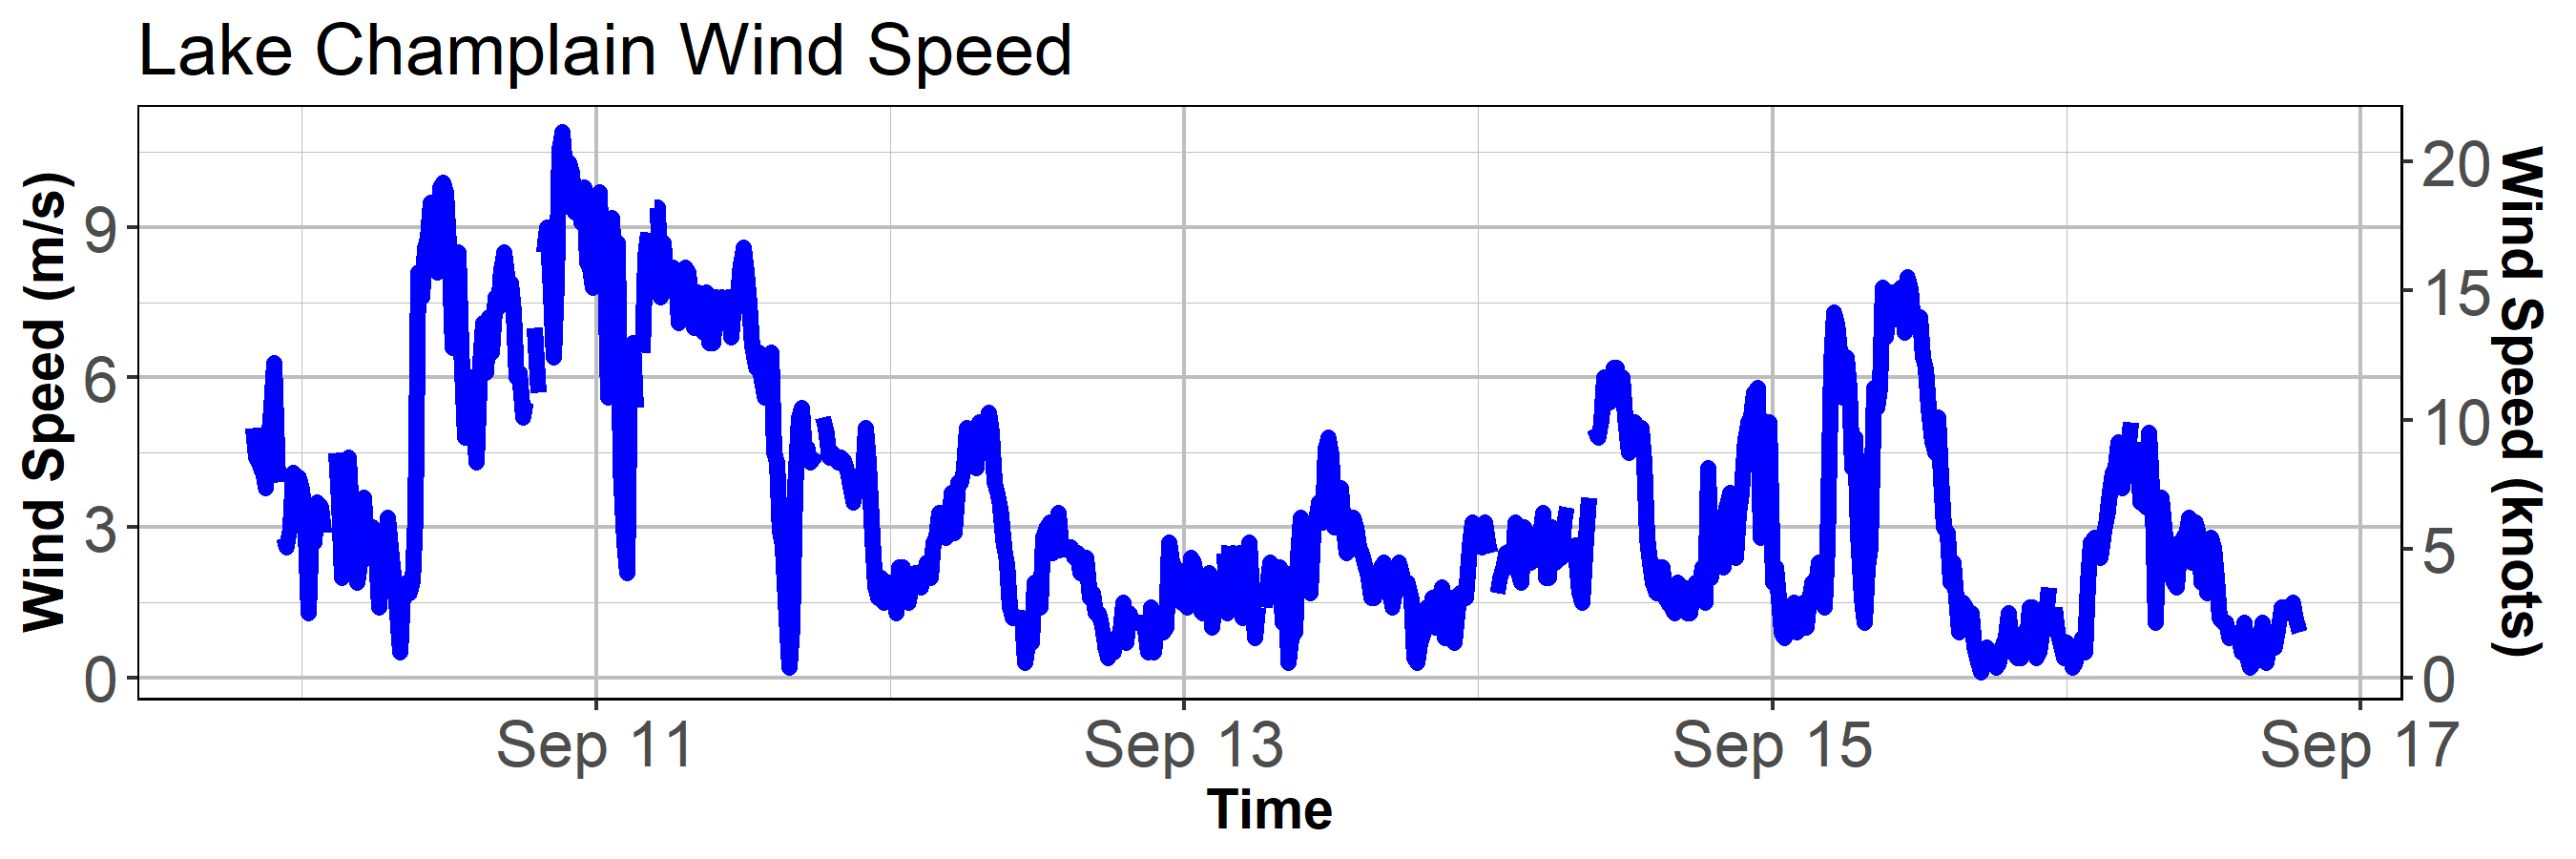 Lake Champlain Wind Speed
Wind Speed (m/s)
9
6
3
0
20
15
10
5
0
Wind Speed (knots)
Sep 11
Sep 13
Sep 15
Sep 17
Time